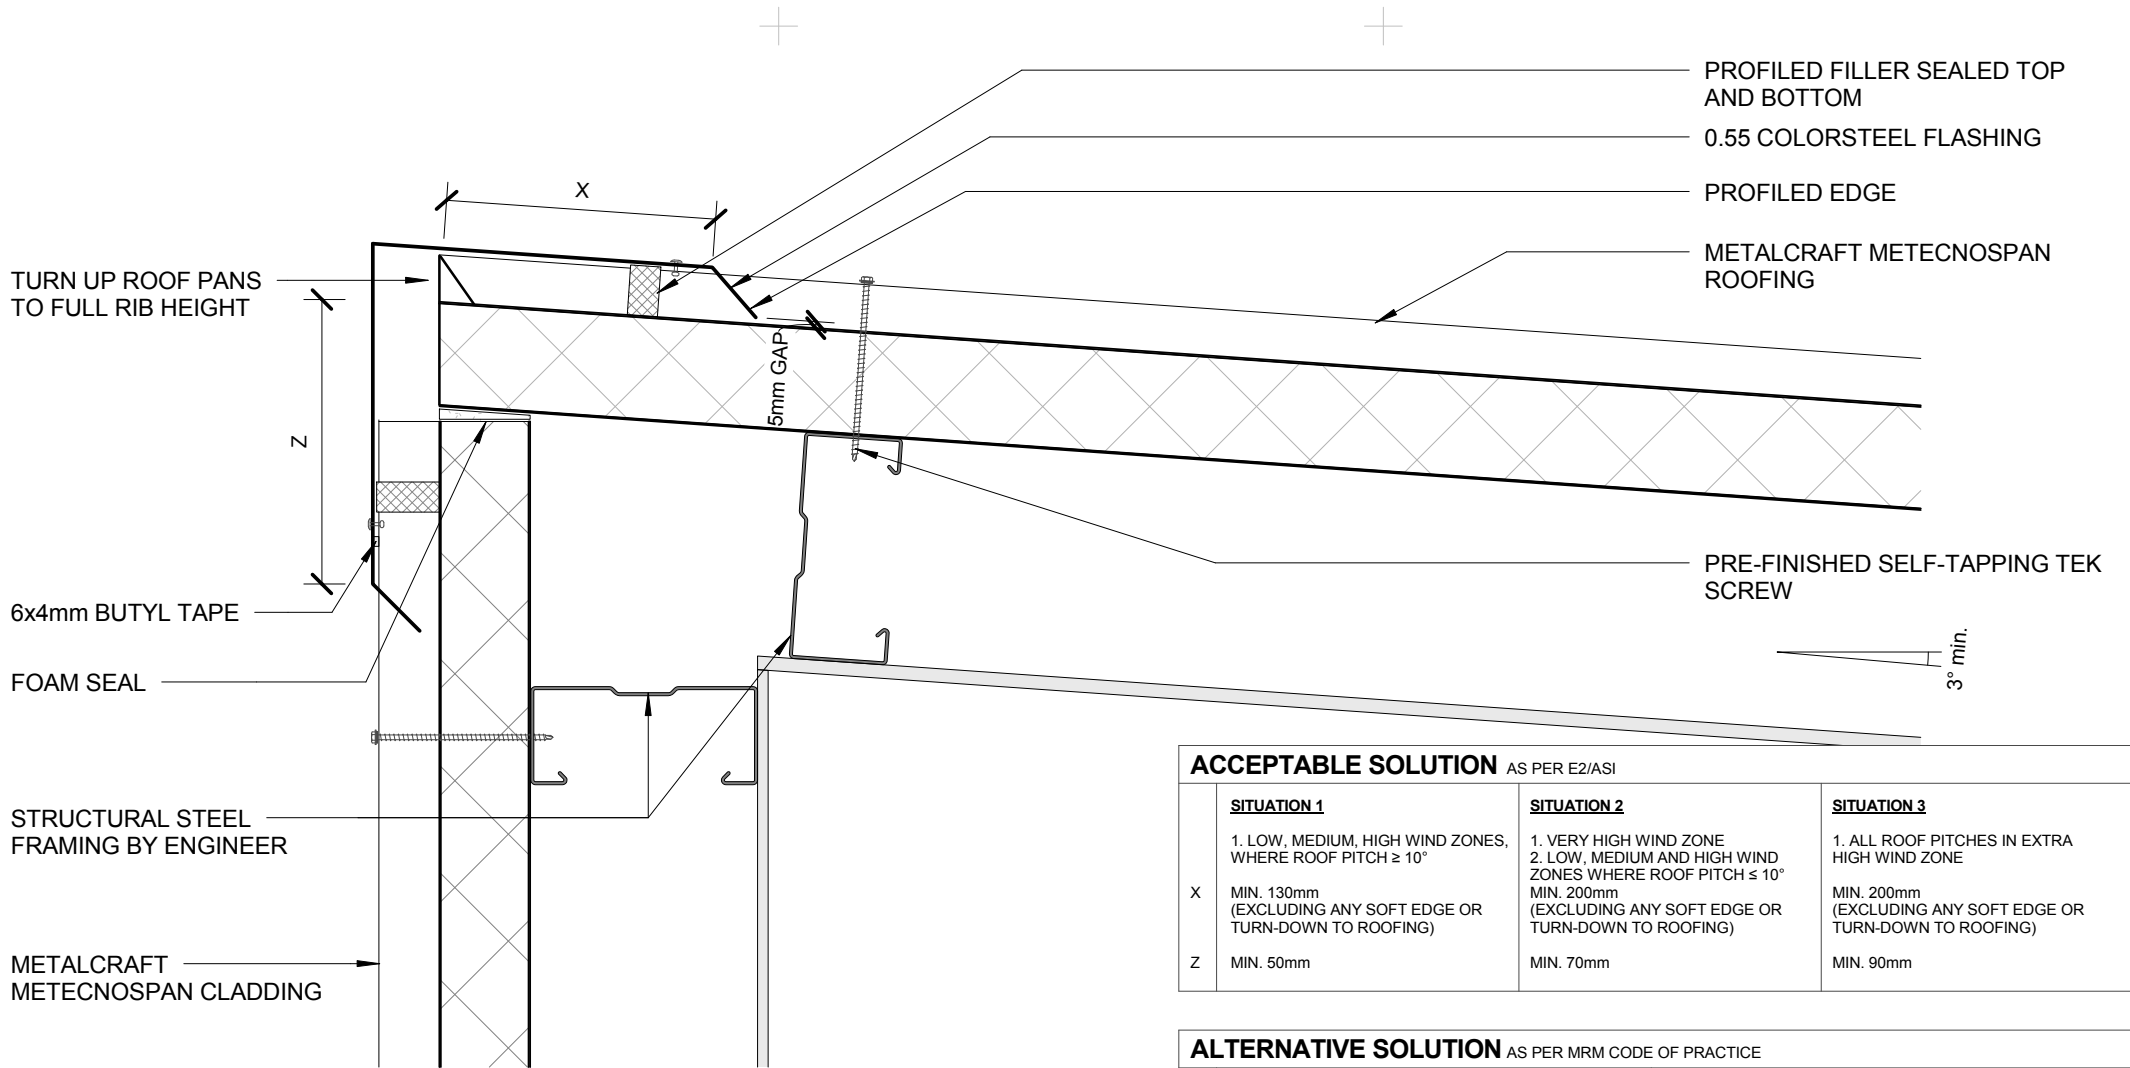 PROFILED FILLER SEALED TOP
AND BOTTOM
0.55 COLORSTEEL FLASHING
PROFILED EDGE
METALCRAFT METECNOSPAN
ROOFING
X
TURN UP ROOF PANS
TO FULL RIB HEIGHT
5mm GAP
Z
PRE-FINISHED SELF-TAPPING TEK
SCREW
6x4mm BUTYL TAPE
3° min.
FOAM SEAL
STRUCTURAL STEEL
FRAMING BY ENGINEER
METALCRAFT
METECNOSPAN CLADDING
ACCEPTABLE SOLUTION AS PER E2/ASI
SITUATION 1
1. LOW, MEDIUM, HIGH WIND ZONES,
WHERE ROOF PITCH ≥ 10°
SITUATION 2
1. VERY HIGH WIND ZONE
2. LOW, MEDIUM AND HIGH WIND
ZONES WHERE ROOF PITCH ≤ 10°
SITUATION 3
1. ALL ROOF PITCHES IN EXTRA
HIGH WIND ZONE
X
MIN. 130mm
(EXCLUDING ANY SOFT EDGE OR
TURN-DOWN TO ROOFING)
MIN. 200mm
(EXCLUDING ANY SOFT EDGE OR
TURN-DOWN TO ROOFING)
MIN. 200mm
(EXCLUDING ANY SOFT EDGE OR
TURN-DOWN TO ROOFING)
Z
MIN. 50mm
MIN. 70mm
MIN. 90mm
ALTERNATIVE SOLUTION AS PER MRM CODE OF PRACTICE